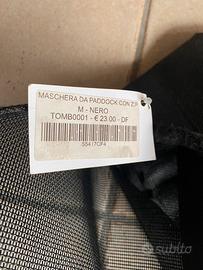 MASCHERA DA PADDOCK CON ZIP
M - NERO
TOMB0001 - € 23.00 - DF
55417CF4
subito